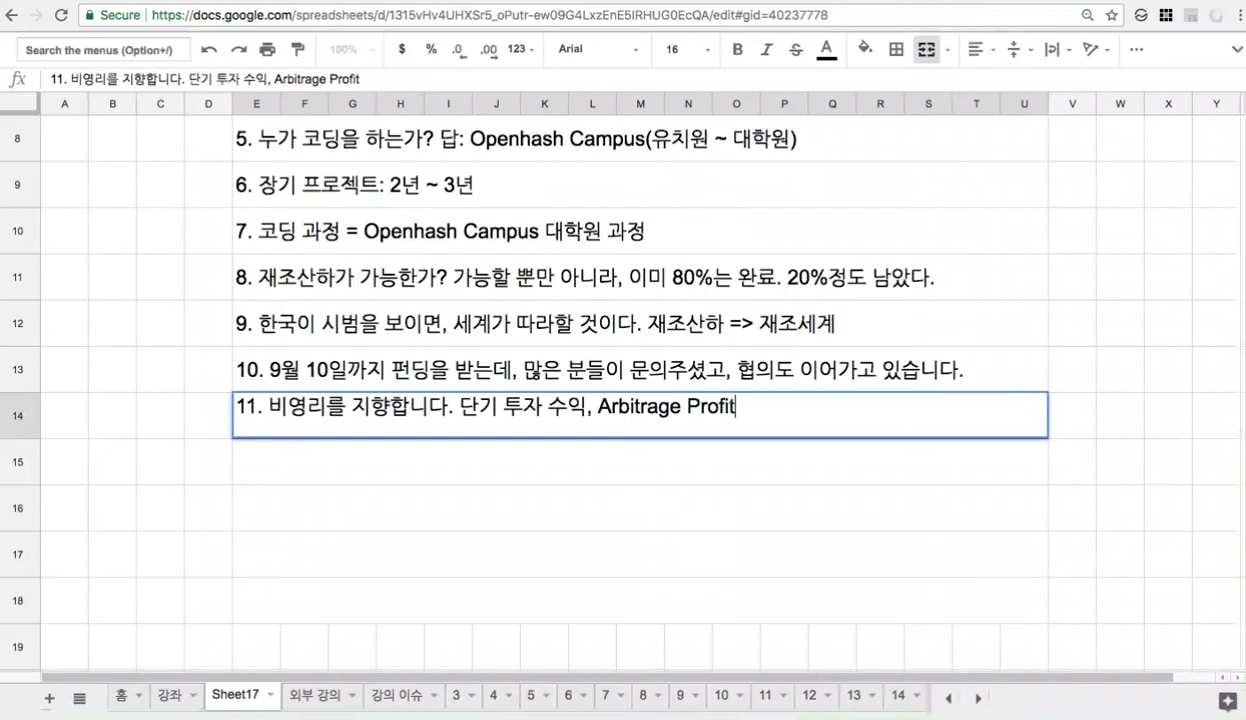 Secure https://docs.google.com/spreadsheets/d/1315vHv4UHXSr5_oPutr-ew09G4LxzEnE5IRHUG0EcQA/edit#gid=40237778
Search the menus (Option+/) 100% $ % .0 .00 123 Arial 16 B I A
fx 11. 비영리를 지향합니다. 단기 투자 수익, Arbitrage Profit
A B C D E F G H I J K L M N O P Q R S T U V W X Y
8 5. 누가 코딩을 하는가? 답: Openhash Campus(유치원 ~ 대학원)
9 6. 장기 프로젝트: 2년 ~ 3년
10 7. 코딩 과정 = Openhash Campus 대학원 과정
11 8. 재조산하가 가능한가? 가능할 뿐만 아니라, 이미 80%는 완료. 20%정도 남았다.
12 9. 한국이 시범을 보이면, 세계가 따라할 것이다. 재조산하 => 재조세계
13 10. 9월 10일까지 펀딩을 받는데, 많은 분들이 문의주셨고, 협의도 이어가고 있습니다.
14 11. 비영리를 지향합니다. 단기 투자 수익, Arbitrage Profit
15
16
17
18
19
홈 강좌 Sheet17 외부 강의 강의 이슈 3 4 5 6 7 8 9 10 11 12 13 14